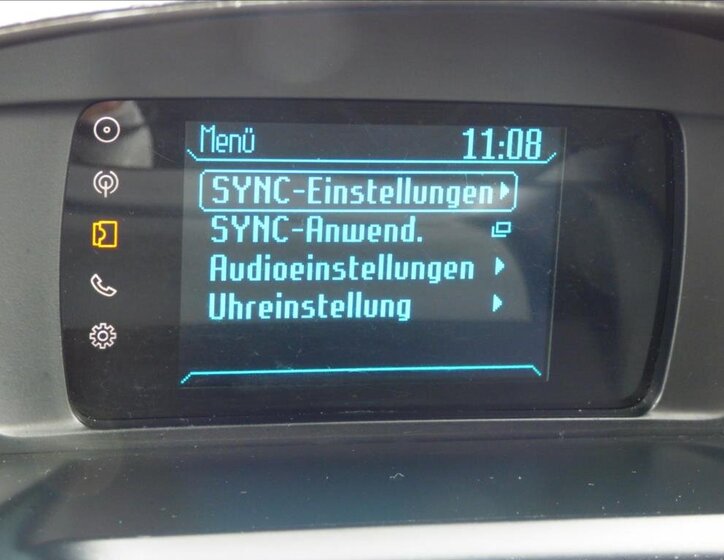 Menü 11:08
SYNC-Einstellungen
SYNC-Anwend.
Audioeinstellungen
Uhreinstellung